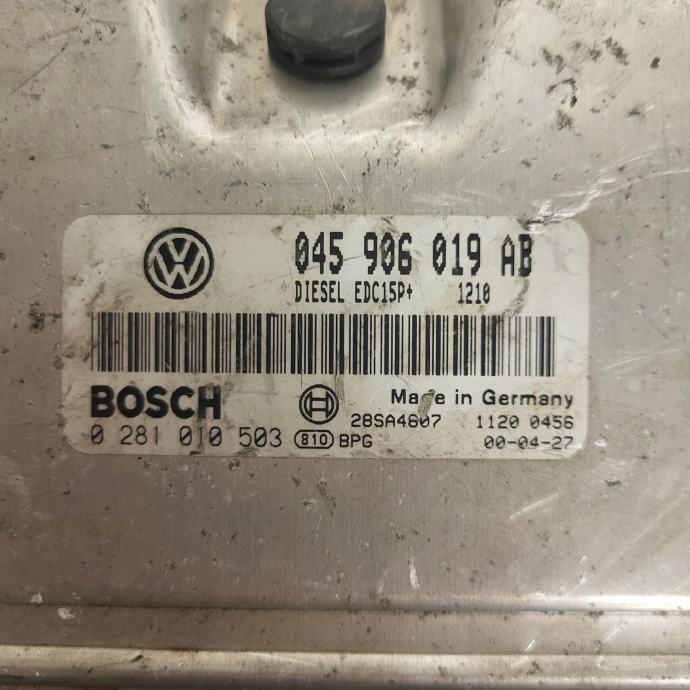 045 906 019 AB
DIESEL EDC15P+ 1210
BOSCH Made in Germany
28SA4607 1120 0456
0 281 010 503 810 BPG 00-04-27